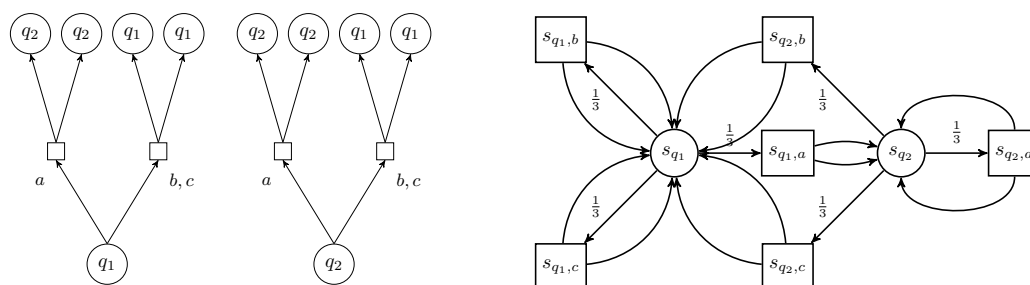 q2 q2 q1 q1
a b, c
q1
q2 q2 q1 q1
a b, c
q2
s_{q1,b} s_{q2,b}
1/3 1/3
s_{q1} 1/3 s_{q1,a} s_{q2} 1/3 s_{q2,a}
1/3 1/3
s_{q1,c} s_{q2,c}